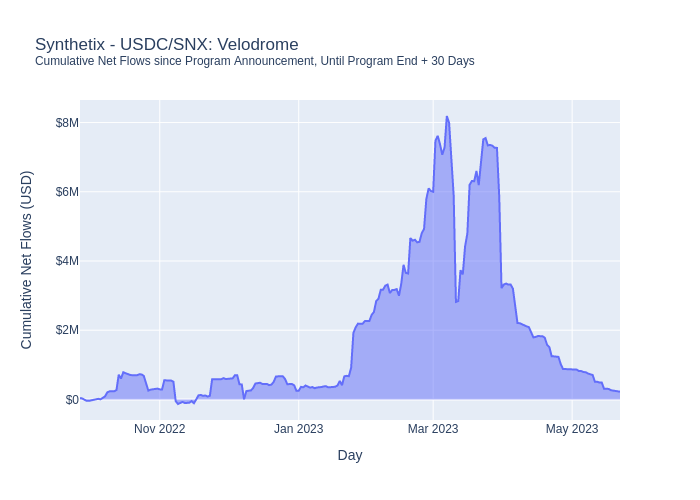 Synthetix - USDC/SNX: Velodrome
Cumulative Net Flows since Program Announcement, Until Program End + 30 Days
Cumulative Net Flows (USD)
$8M
$6M
$4M
$2M
$0
Nov 2022
Jan 2023
Mar 2023
May 2023
Day